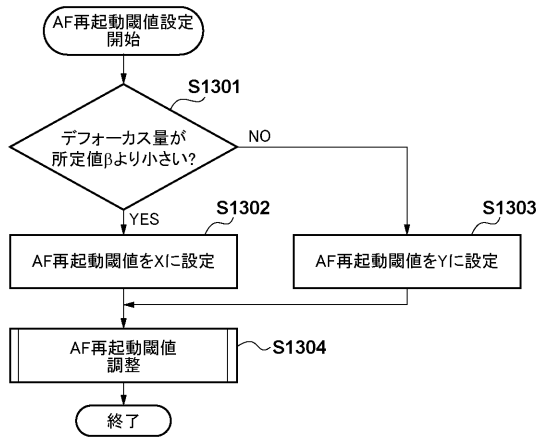 AF再起動閾値設定
開始
S1301
デフォーカス量が
所定値βより小さい?
NO
YES
S1302
S1303
AF再起動閾値をXに設定
AF再起動閾値をYに設定
AF再起動閾値
調整
S1304
終了